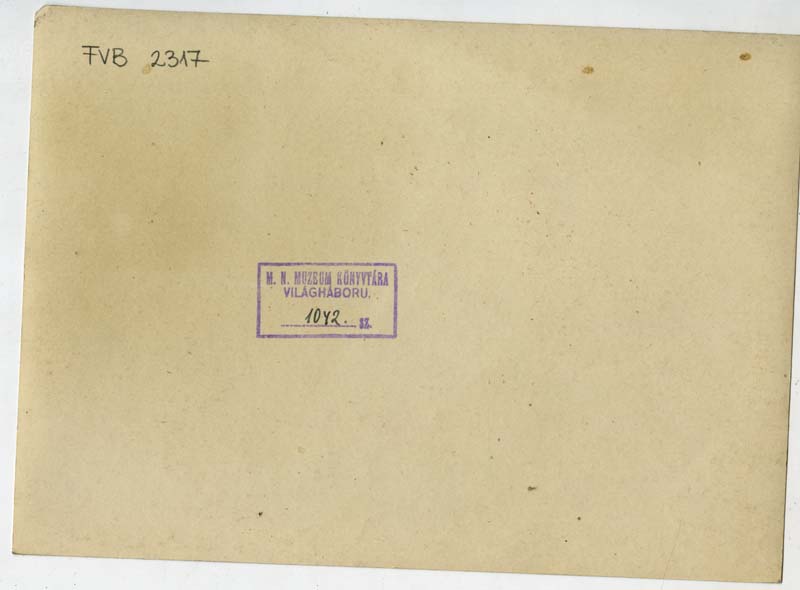 FVB 2317
M. N. MUZEUM KÖNYVTÁRA
VILÁGHÁBORU.
1042. SZ.